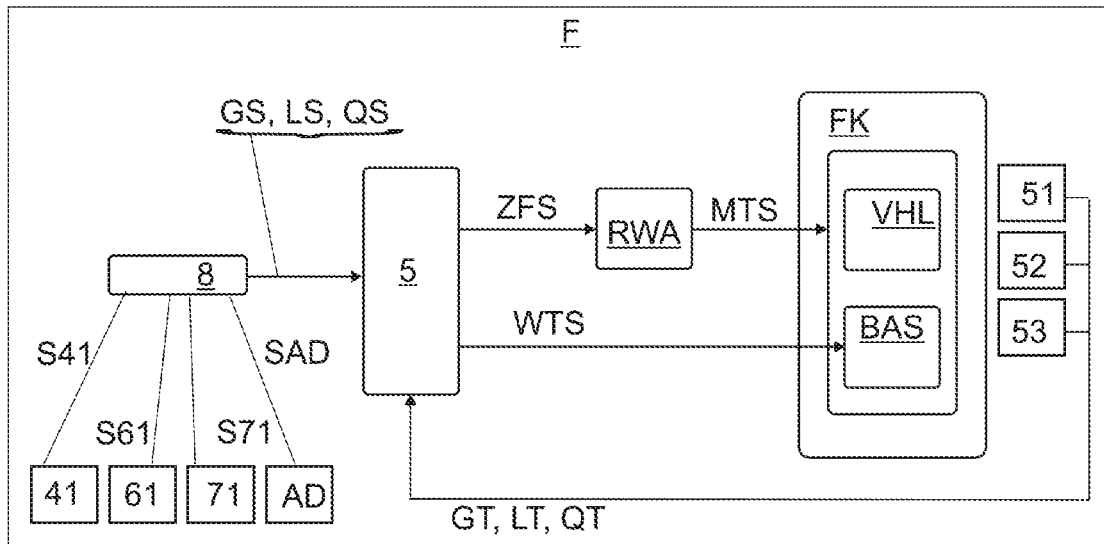 F
GS, LS, QS
FK
ZFS
MTS
51
RWA
VHL
52
8
5
WTS
BAS
53
S41
SAD
S61
S71
41
61
71
AD
GT, LT, QT